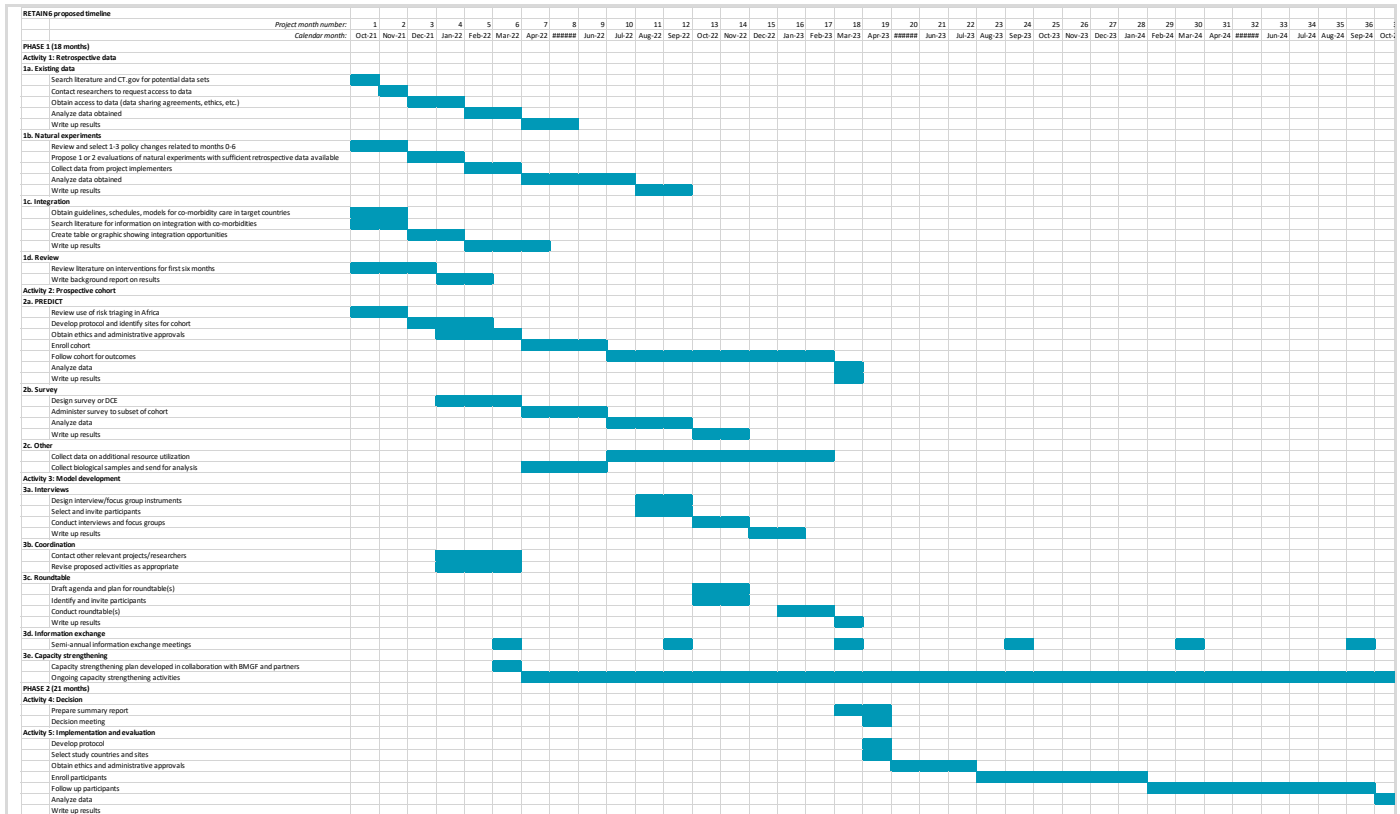 RETAIN6 proposed timeline
Project month number: 1 2 3 4 5 6 7 8 9 10 11 12 13 14 15 16 17 18 19 20 21 22 23 24 25 26 27 28 29 30 31 32 33 34 35 36
Calendar month: Oct-21 Nov-21 Dec-21 Jan-22 Feb-22 Mar-22 Apr-22 ###### Jun-22 Jul-22 Aug-22 Sep-22 Oct-22 Nov-22 Dec-22 Jan-23 Feb-23 Mar-23 Apr-23 ###### Jun-23 Jul-23 Aug-23 Sep-23 Oct-23 Nov-23 Dec-23 Jan-24 Feb-24 Mar-24 Apr-24 ###### Jun-24 Jul-24 Aug-24 Sep-24 Oct-
PHASE 1 (18 months)
Activity 1: Retrospective data
1a. Existing data
Search literature and CT.gov for potential data sets
Contact researchers to request access to data
Obtain access to data (data sharing agreements, ethics, etc.)
Analyze data obtained
Write up results
1b. Natural experiments
Review and select 1-3 policy changes related to months 0-6
Propose 1 or 2 evaluations of natural experiments with sufficient retrospective data available
Collect data from project implementers
Analyze data obtained
Write up results
1c. Integration
Obtain guidelines, schedules, models for co-morbidity care in target countries
Search literature for information on integration with co-morbidities
Create table or graphic showing integration opportunities
Write up results
1d. Review
Review literature on interventions for first six months
Write background report on results
Activity 2: Prospective cohort
2a. PREDICT
Review use of risk triaging in Africa
Develop protocol and identify sites for cohort
Obtain ethics and administrative approvals
Enroll cohort
Follow cohort for outcomes
Analyze data
Write up results
2b. Survey
Design survey or DCE
Administer survey to subset of cohort
Analyze data
Write up results
2c. Other
Collect data on additional resource utilization
Collect biological samples and send for analysis
Activity 3: Model development
3a. Interviews
Design interview/focus group instruments
Select and invite participants
Conduct interviews and focus groups
Write up results
3b. Coordination
Contact other relevant projects/researchers
Revise proposed activities as appropriate
3c. Roundtable
Draft agenda and plan for roundtable(s)
Identify and invite participants
Conduct roundtable(s)
Write up results
3d. Information exchange
Semi-annual information exchange meetings
3e. Capacity strengthening
Capacity strengthening plan developed in collaboration with BMGF and partners
Ongoing capacity strengthening activities
PHASE 2 (21 months)
Activity 4: Decision
Prepare summary report
Decision meeting
Activity 5: Implementation and evaluation
Develop protocol
Select study countries and sites
Obtain ethics and administrative approvals
Enroll participants
Follow up participants
Analyze data
Write up results